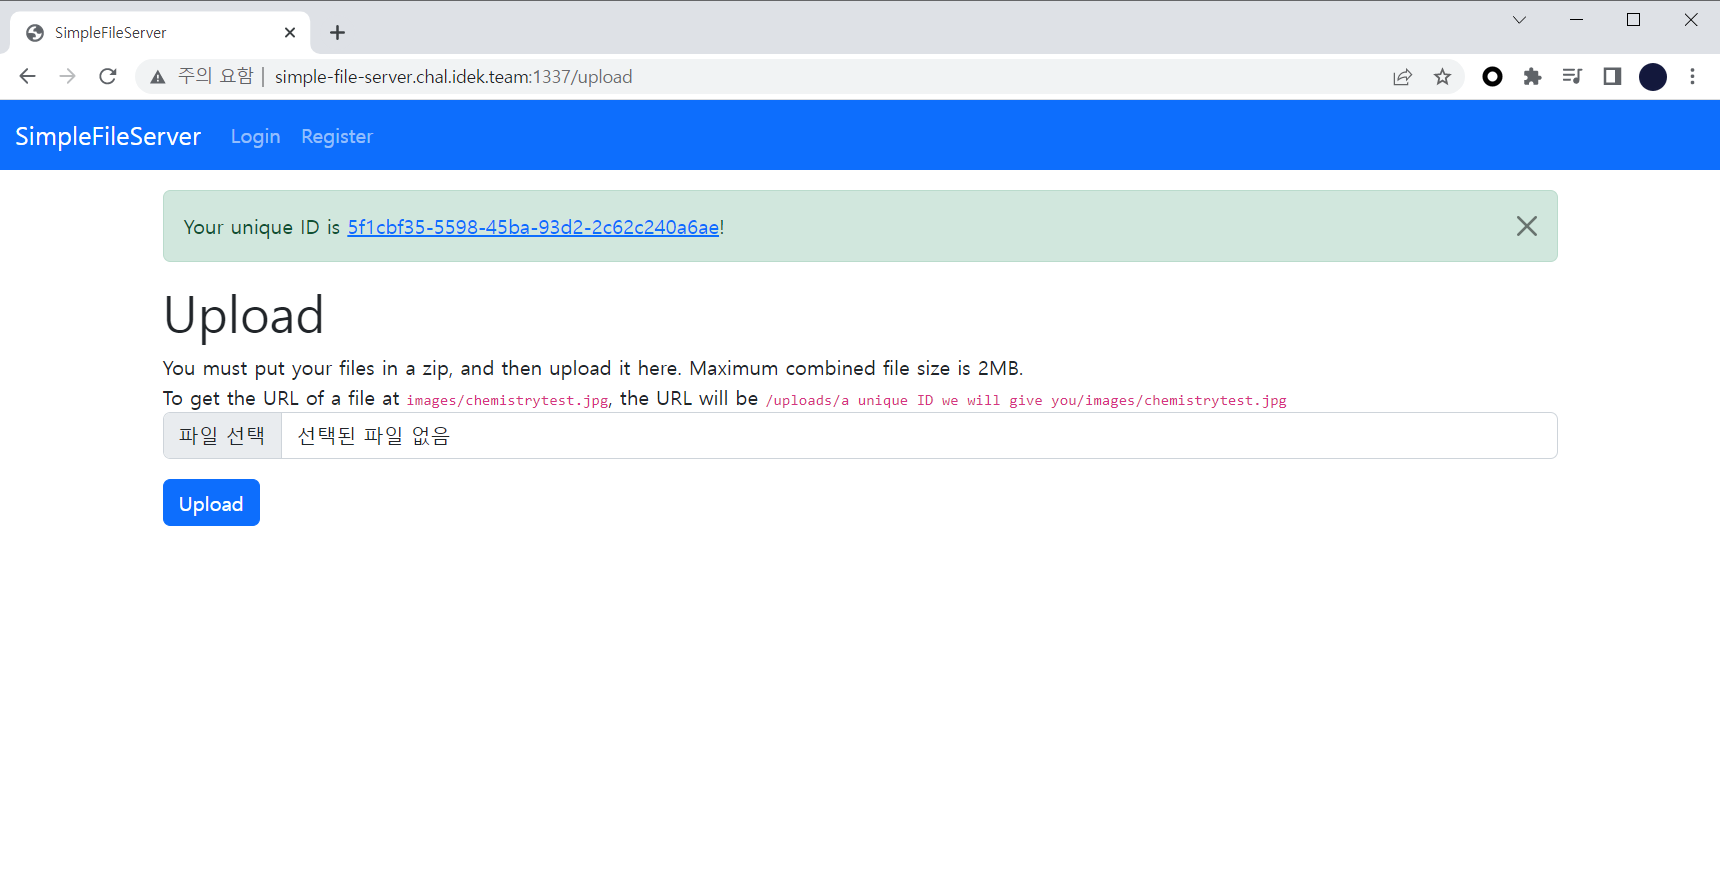 SimpleFileServer
주의 요함 | simple-file-server.chal.idek.team:1337/upload
SimpleFileServer Login Register
Your unique ID is 5f1cbf35-5598-45ba-93d2-2c62c240a6ae!
Upload
You must put your files in a zip, and then upload it here. Maximum combined file size is 2MB.
To get the URL of a file at images/chemistrytest.jpg, the URL will be /uploads/a unique ID we will give you/images/chemistrytest.jpg
파일 선택 선택된 파일 없음
Upload